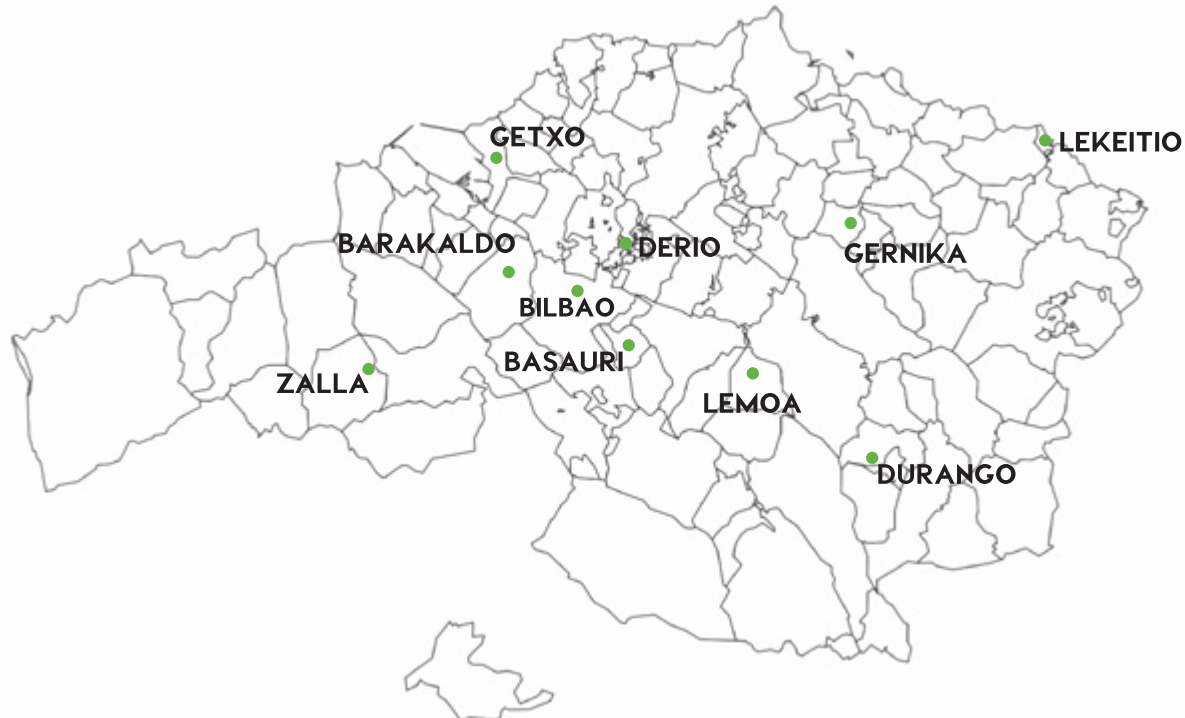 GETXO
LEKEITIO
BARAKALDO
DERIO
GERNIKA
BILBAO
BASAURI
ZALLA
LEMOA
DURANGO